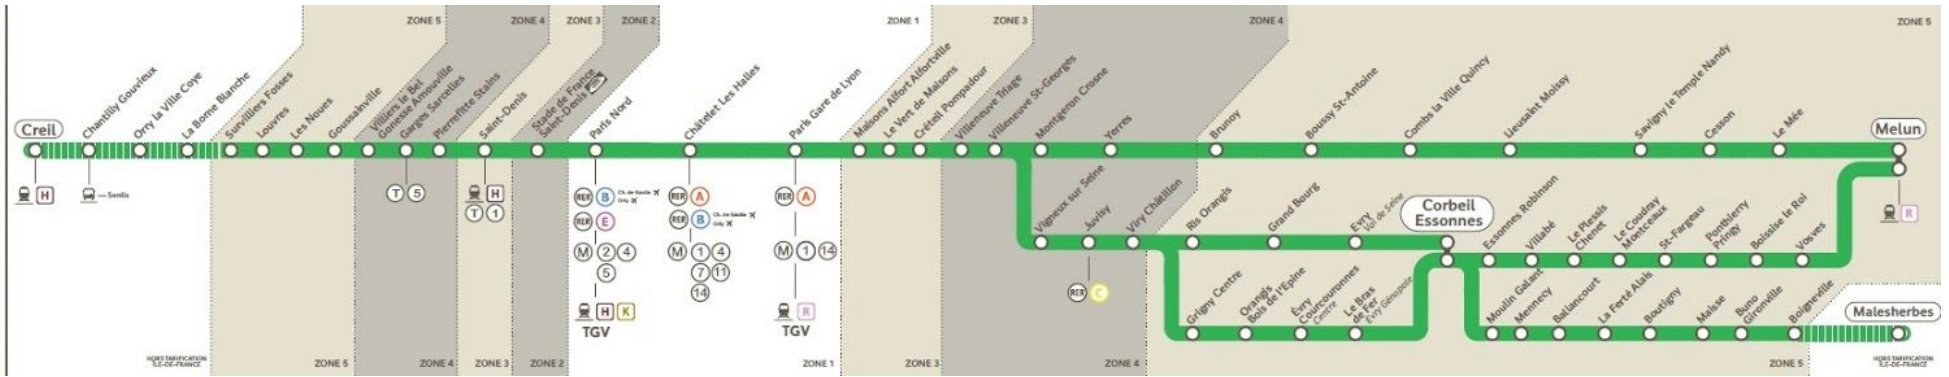 ZONE 5
ZONE 4
ZONE 3
ZONE 2
ZONE 1
ZONE 3
ZONE 4
ZONE 5
Creil
Chantilly Gouvieux
Orry la Ville Coye
La Borne Blanche
Survilliers Fosses
Louvres
Les Noues
Goussainville
Villiers le Bel
Gonesse Arnouville
Garges Sarcelles
Pierrefitte Stains
Saint-Denis
Stade de France
Saint-Denis
Paris Nord
Châtelet Les Halles
Paris Gare de Lyon
Maisons Alfort Alfortville
Le Vert de Maisons
Créteil Pompadour
Villeneuve Triage
Villeneuve St-Georges
Montgeron Crosne
Yerres
Brunoy
Boussy St-Antoine
Combs la Ville Quincy
Lieusaint Moissy
Savigny le Temple Nandy
Cesson
Le Mée
Melun
H
Senlis
T 5
H
T 1
RER B
Ch. de Gaulle
Orly
RER E
M 2 4
5
H K
TGV
RER A
RER B
Ch. de Gaulle
Orly
M 1 4
7 11
14
RER A
M 1 14
R
TGV
Vigneux sur Seine
Juvisy
Viry Châtillon
Ris Orangis
Grand Bourg
Evry
Val de Seine
Corbeil
Essonnes
Essonnes Robinson
Villabé
Le Plessis
Chenet
Le Coudray
Montceaux
St-Fargeau
Ponthierry
Pringy
Boissise le Roi
Vosves
R
RER C
Grigny Centre
Orangis
Bois de l'Epine
Évry
Courcouronnes
Centre
Le Bras
de Fer
Evry Génopole
Moulin Galant
Mennecy
Ballancourt
La Ferté Alais
Boutigny
Maisse
Buno
Gironville
Boigneville
Malesherbes
HORS TARIFICATION
ILE-DE-FRANCE
ZONE 5
ZONE 4
ZONE 3
ZONE 2
ZONE 1
ZONE 3
ZONE 4
ZONE 5
HORS TARIFICATION
ILE-DE-FRANCE